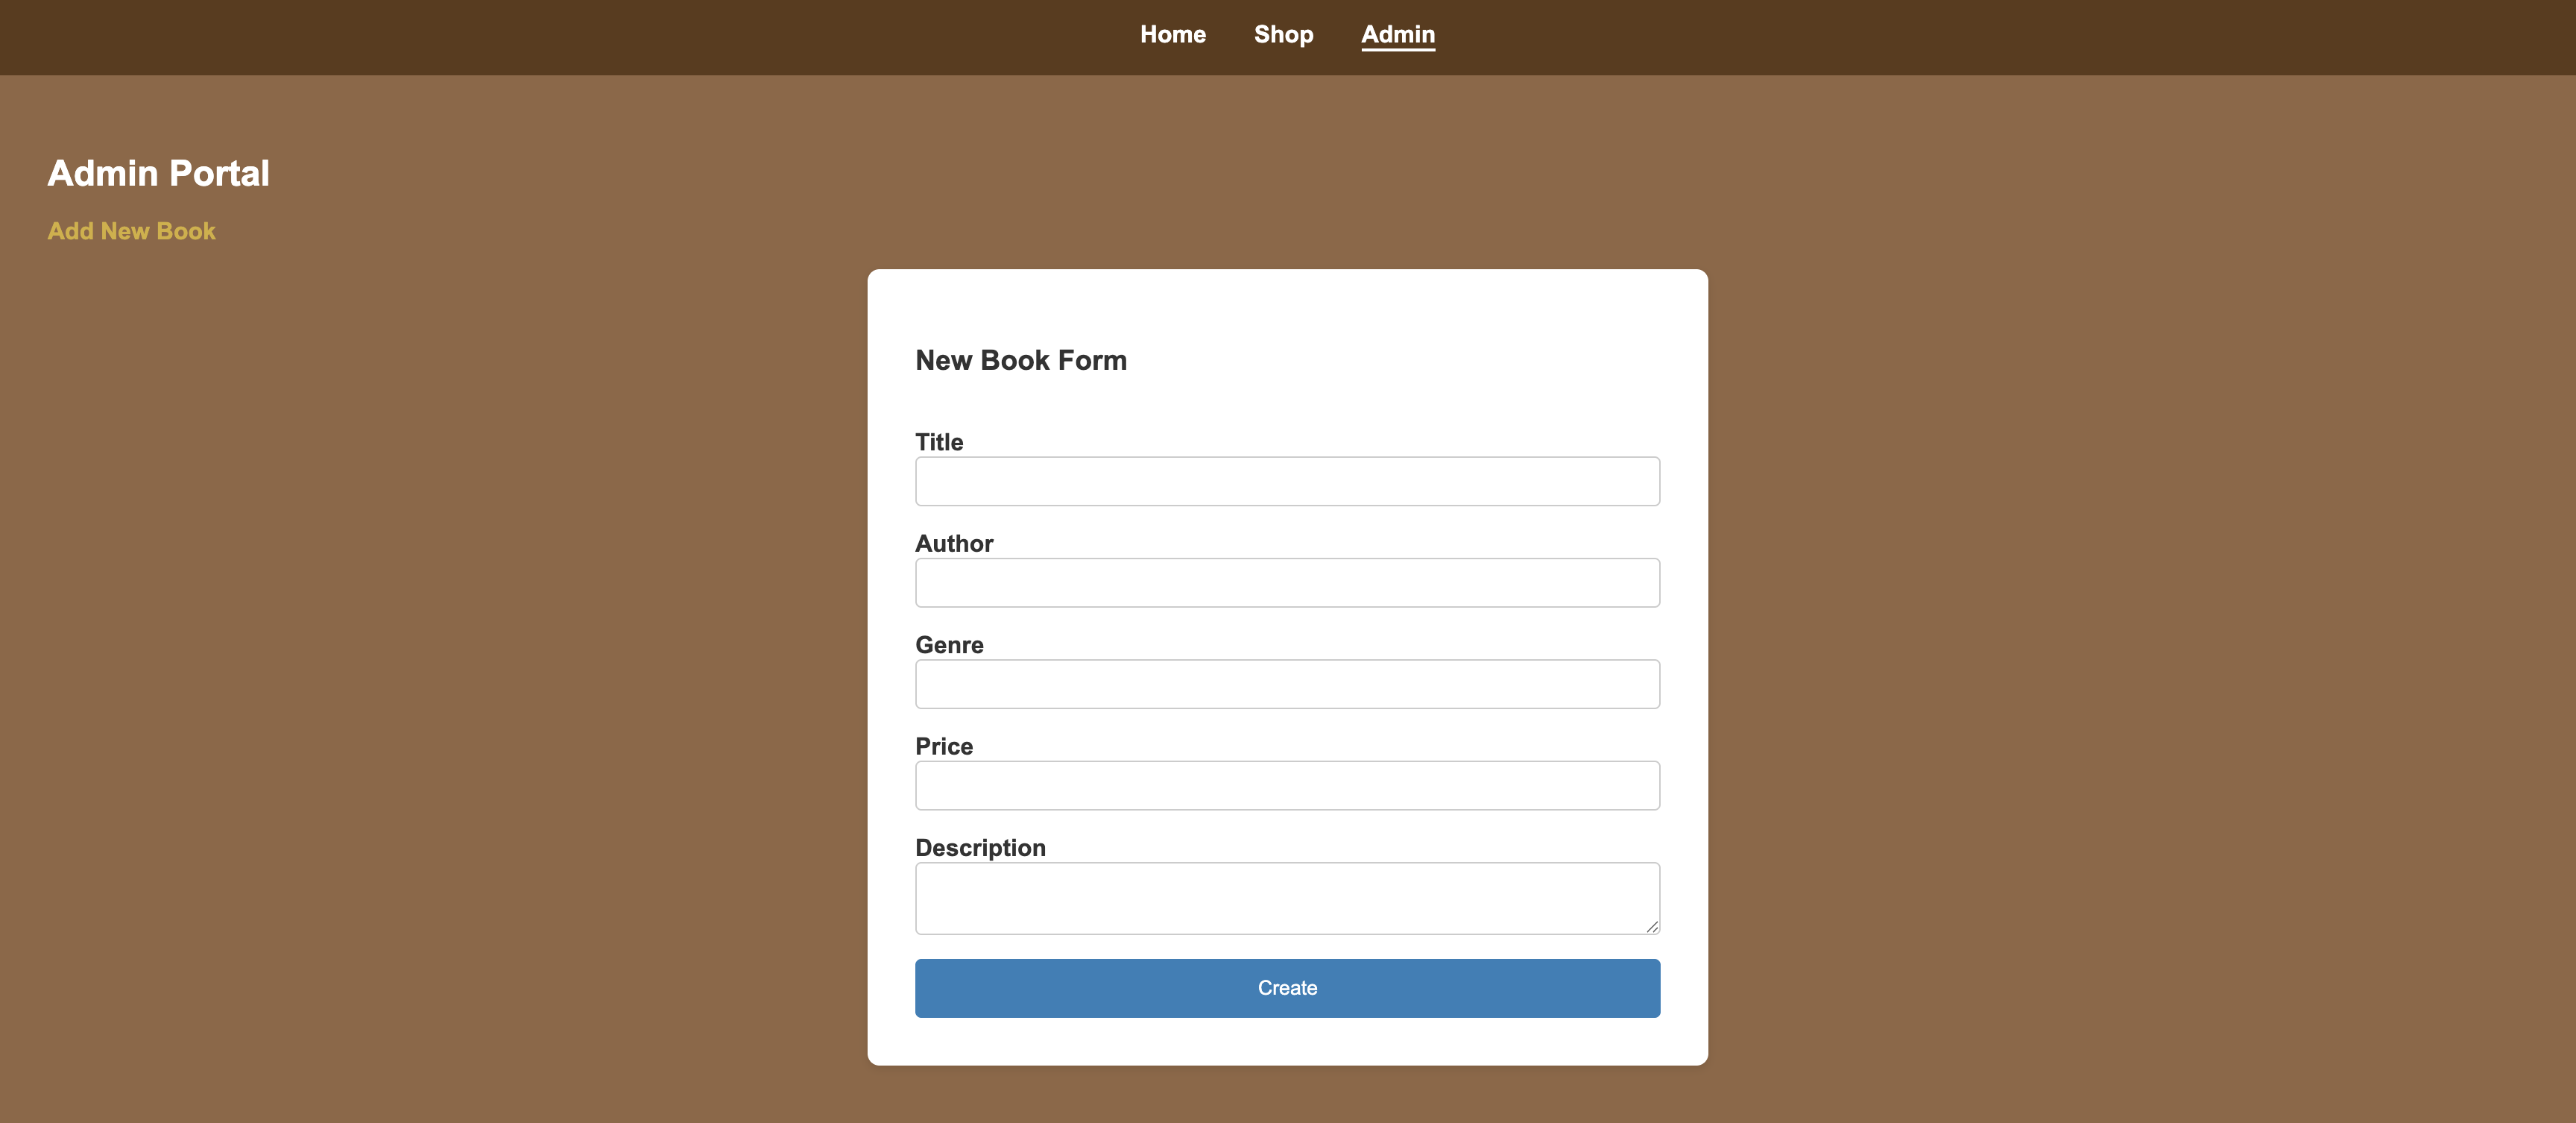 Home Shop Admin
Admin Portal
Add New Book
New Book Form
Title
Author
Genre
Price
Description
Create